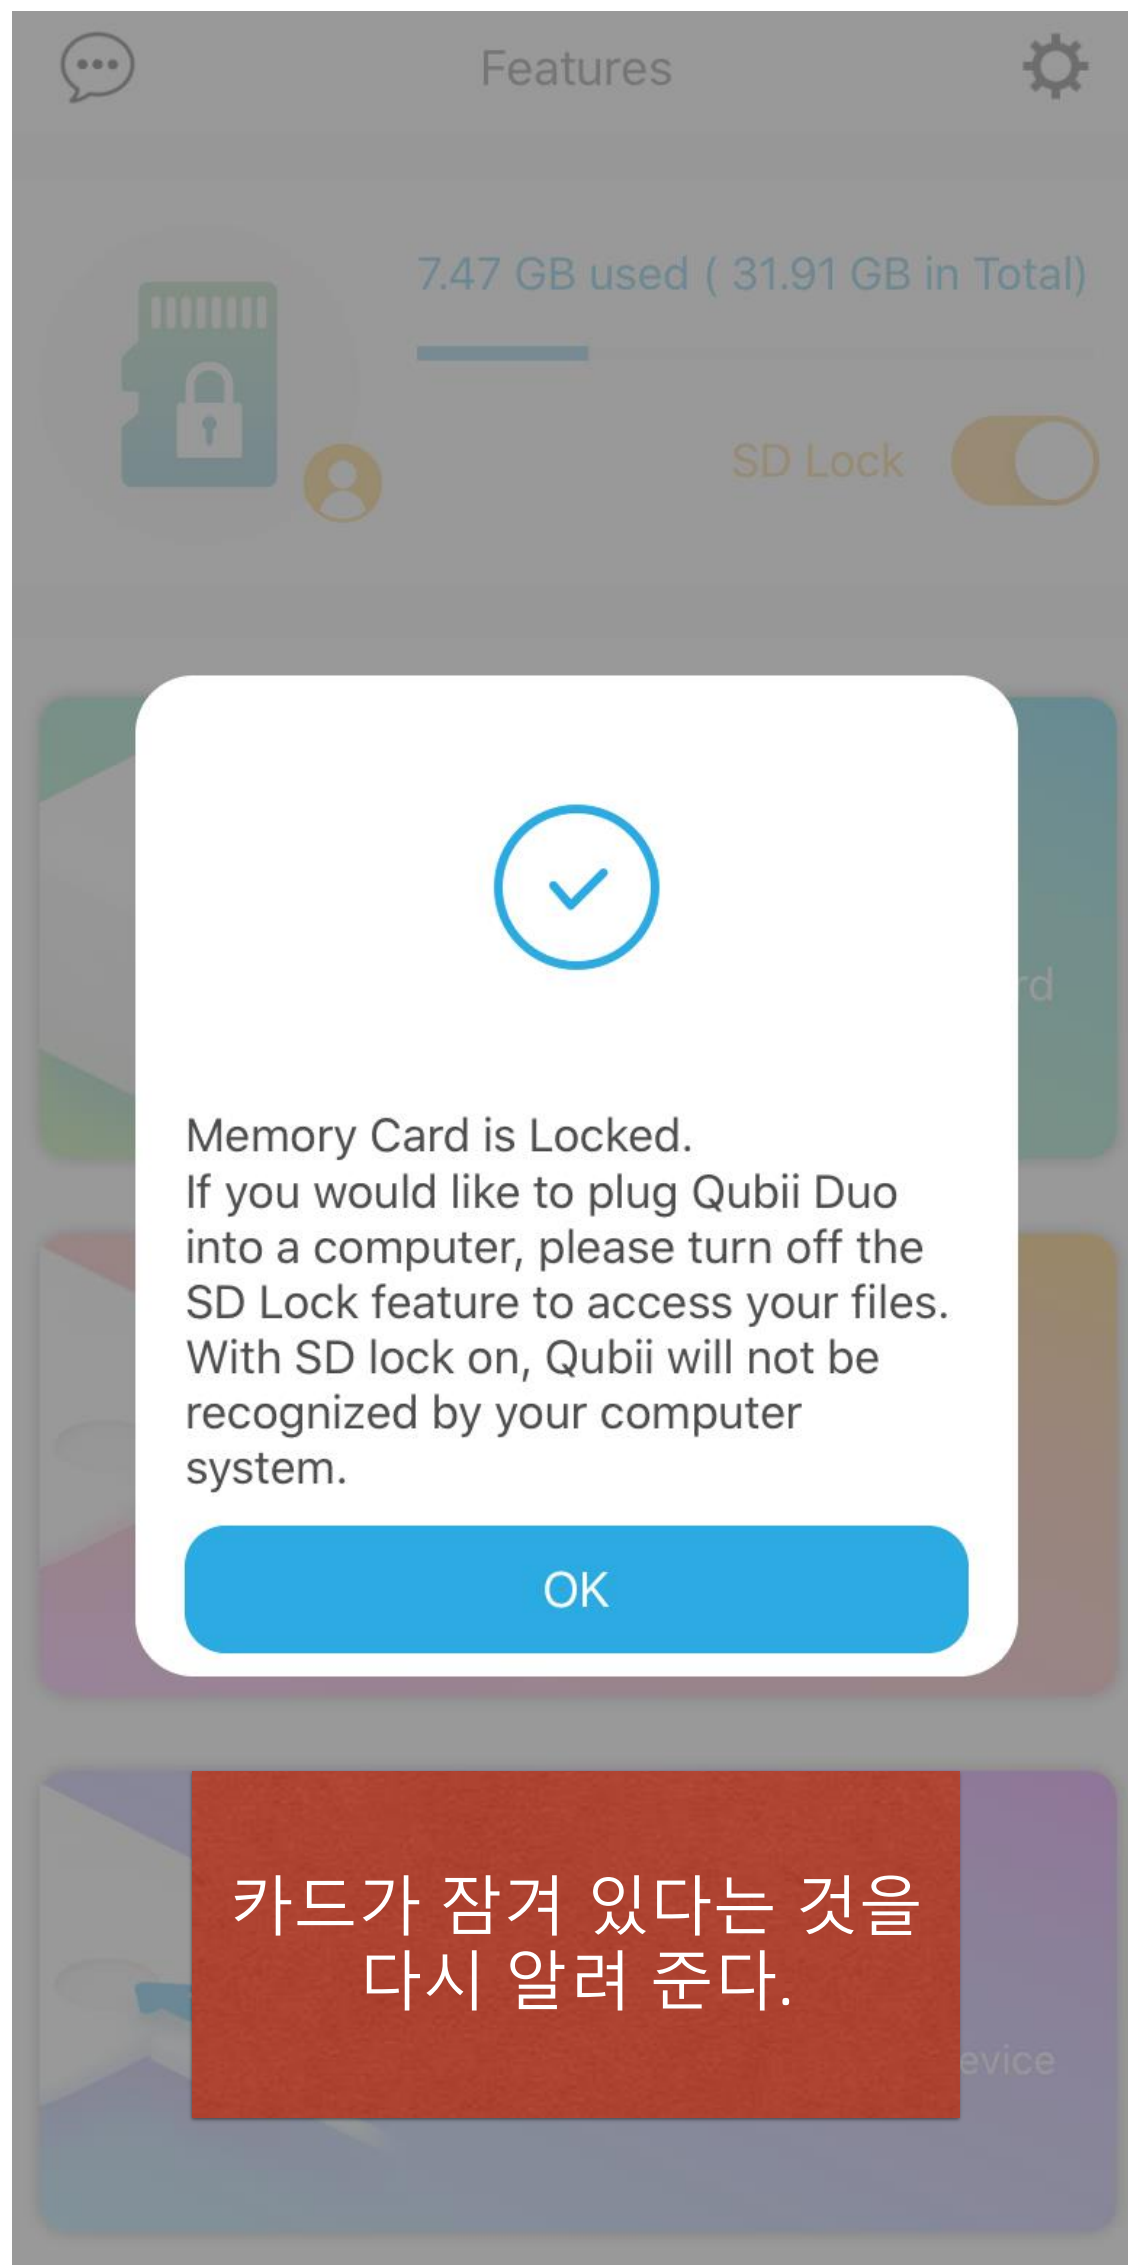 Features
7.47 GB used ( 31.91 GB in Total)
SD Lock
Memory Card is Locked.
If you would like to plug Qubii Duo
into a computer, please turn off the
SD Lock feature to access your files.
With SD lock on, Qubii will not be
recognized by your computer
system.
OK
카드가 잠겨 있다는 것을
다시 알려 준다.